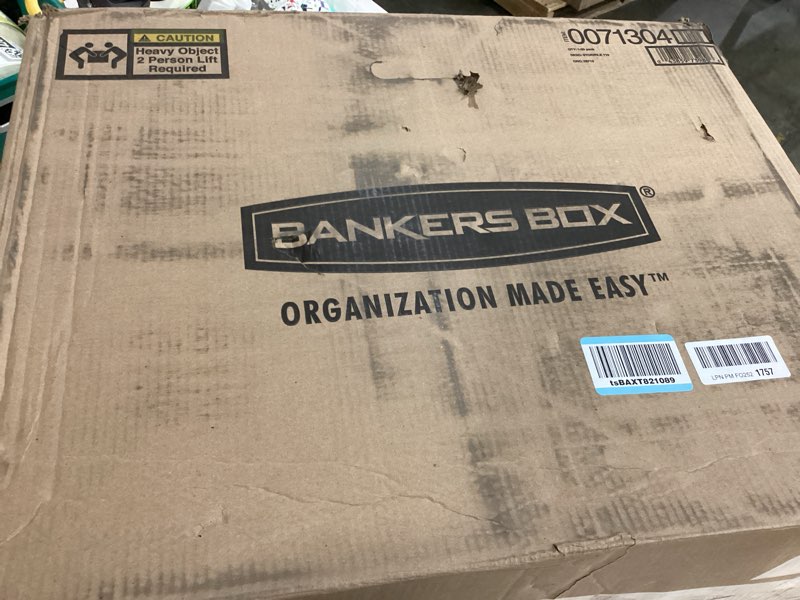 ⚠ CAUTION
Heavy Object
2 Person Lift
Required
0071304
BANKERS BOX®
ORGANIZATION MADE EASY™
tsBAXT821089
1757